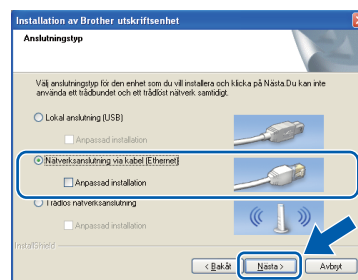 Installation av Brother utskriftsenhet
Anslutningstyp
Välj anslutningstyp för den enhet som du vill installera och klicka på Nästa.Du kan inte
använda ett trådbundet och ett trådlöst nätverk samtidigt.
Lokal anslutning (USB)
Anpassad installation
Nätverksanslutning via kabel (Ethernet)
Anpassad installation
Trådlös nätverksanslutning
InstallShield
< Bakåt
Nästa >
Avbryt